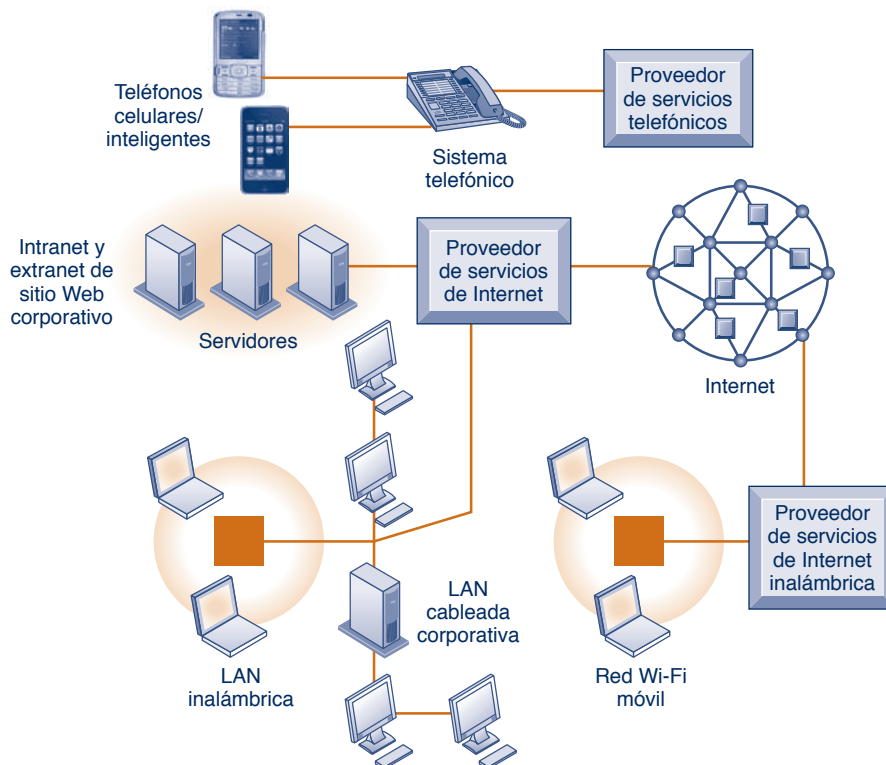 Teléfonos
celulares/
inteligentes
Sistema
telefónico
Proveedor
de servicios
telefónicos
Intranet y
extranet de
sitio Web
corporativo
Servidores
Proveedor
de servicios
de Internet
Internet
LAN
inalámbrica
LAN
cableada
corporativa
Red Wi-Fi
móvil
Proveedor
de servicios
de Internet
inalámbrica